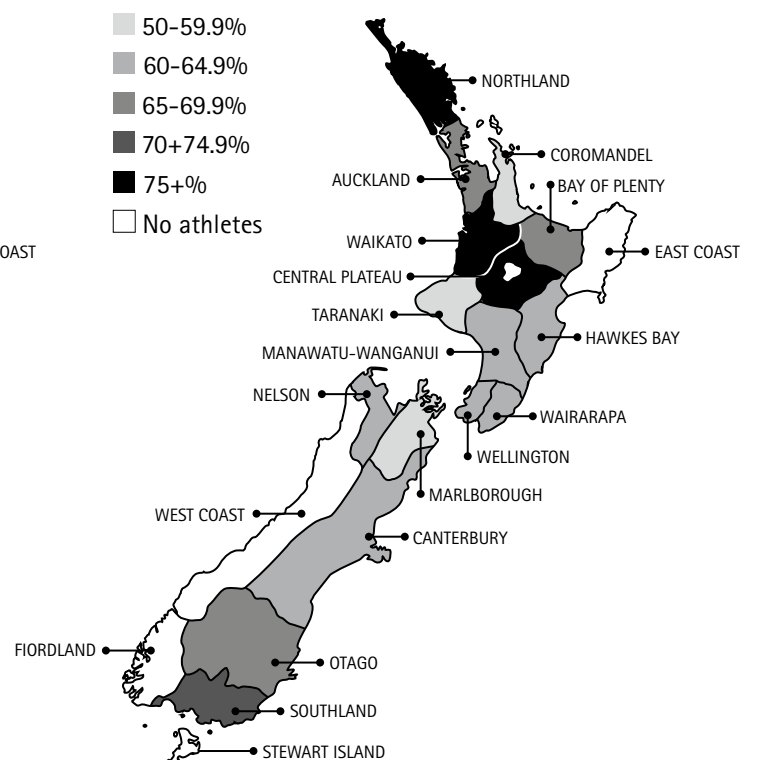 50-59.9%
60-64.9%
65-69.9%
70+74.9%
75+%
No athletes
OAST
NORTHLAND
COROMANDEL
AUCKLAND
BAY OF PLENTY
WAIKATO
EAST COAST
CENTRAL PLATEAU
TARANAKI
HAWKES BAY
MANAWATU-WANGANUI
NELSON
WAIRARAPA
WELLINGTON
MARLBOROUGH
WEST COAST
CANTERBURY
FIORDLAND
OTAGO
SOUTHLAND
STEWART ISLAND